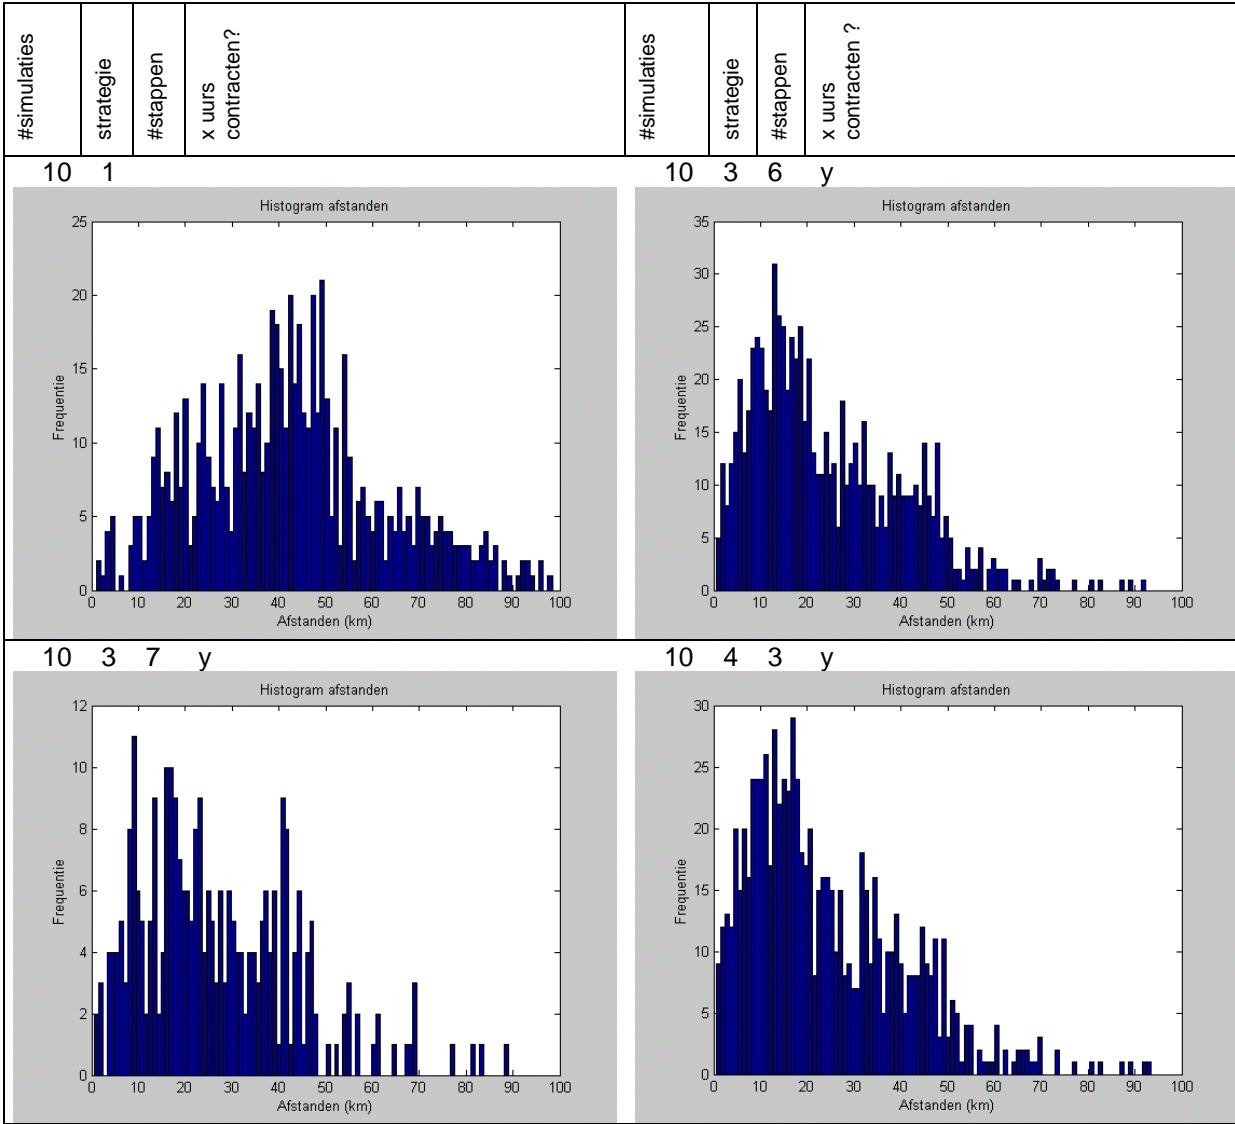 #simulaties
strategie
#stappen
x uurs
contracten?
#simulaties
strategie
#stappen
x uurs
contracten ?
10 1
10 3 6 y
Histogram afstanden
25
20
15
10
5
0
Frequentie
0 10 20 30 40 50 60 70 80 90 100
Afstanden (km)
Histogram afstanden
35
30
25
20
15
10
5
0
Frequentie
0 10 20 30 40 50 60 70 80 90 100
Afstanden (km)
10 3 7 y
10 4 3 y
Histogram afstanden
12
10
8
6
4
2
0
Frequentie
0 10 20 30 40 50 60 70 80 90 100
Afstanden (km)
Histogram afstanden
30
25
20
15
10
5
0
Frequentie
0 10 20 30 40 50 60 70 80 90 100
Afstanden (km)